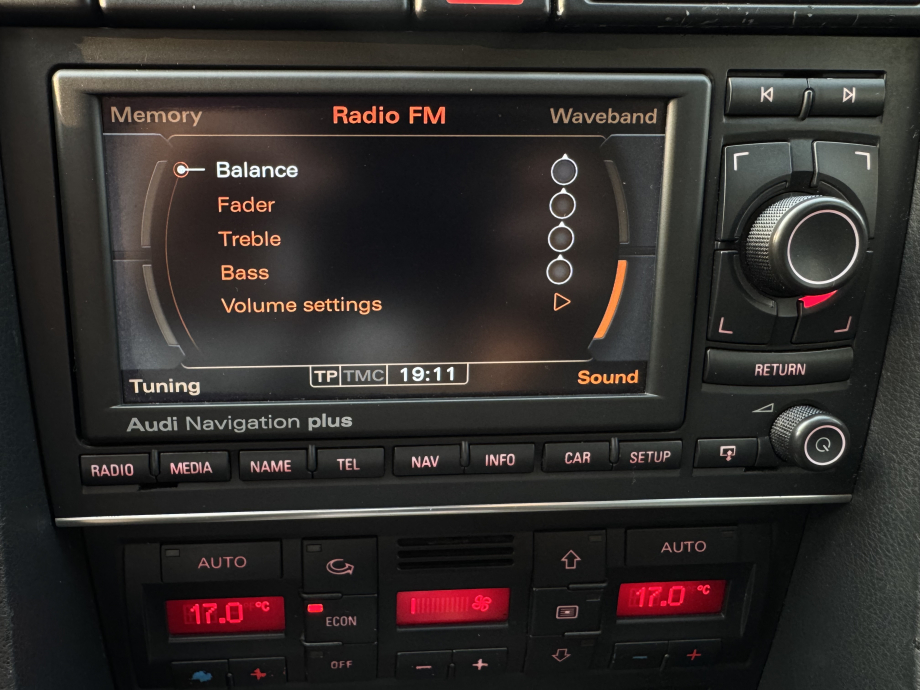 Memory Radio FM Waveband
Balance
Fader
Treble
Bass
Volume settings
TP TMC 19:11
Tuning Sound
Audi Navigation plus
RETURN
RADIO MEDIA NAME TEL NAV INFO CAR SETUP
AUTO AUTO
17.0 °C 17.0 °C
ECON
OFF